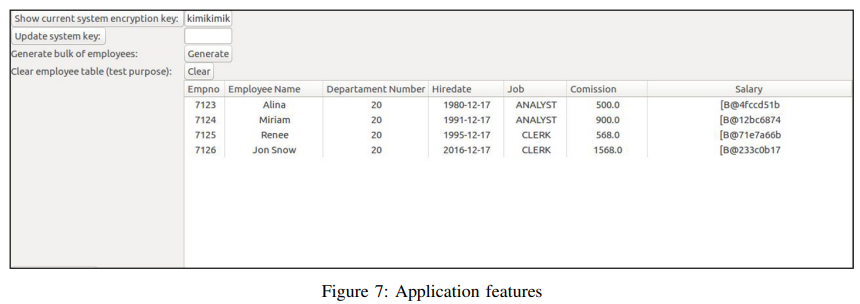 Show current system encryption key: kimikimik
Update system key:
Generate bulk of employees: Generate
Clear employee table (test purpose): Clear
Empno Employee Name Departament Number Hiredate Job Comission Salary
7123 Alina 20 1980-12-17 ANALYST 500.0 [B@4fccd51b
7124 Miriam 20 1991-12-17 ANALYST 900.0 [B@12bc6874
7125 Renee 20 1995-12-17 CLERK 568.0 [B@71e7a66b
7126 Jon Snow 20 2016-12-17 CLERK 1568.0 [B@233c0b17
Figure 7: Application features